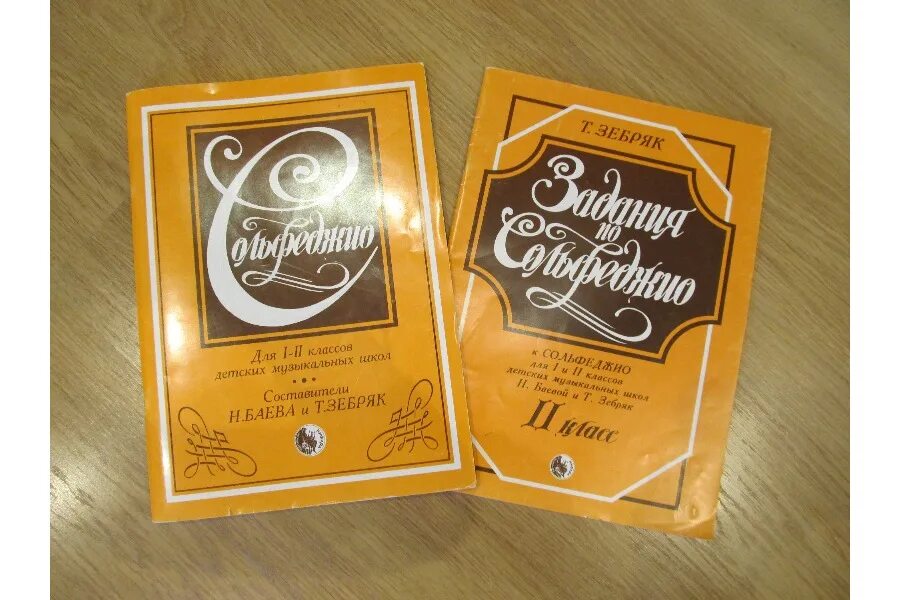 Сольфеджио
Для I-II классов
детских музыкальных школ
Составители
Н.БАЕВА и Т.ЗЕБРЯК
Т. ЗЕБРЯК
Задания
по
Сольфеджио
к СОЛЬФЕДЖИО
для I и II классов
детских музыкальных школ
Н. Баевой и Т. Зебряк
II класс